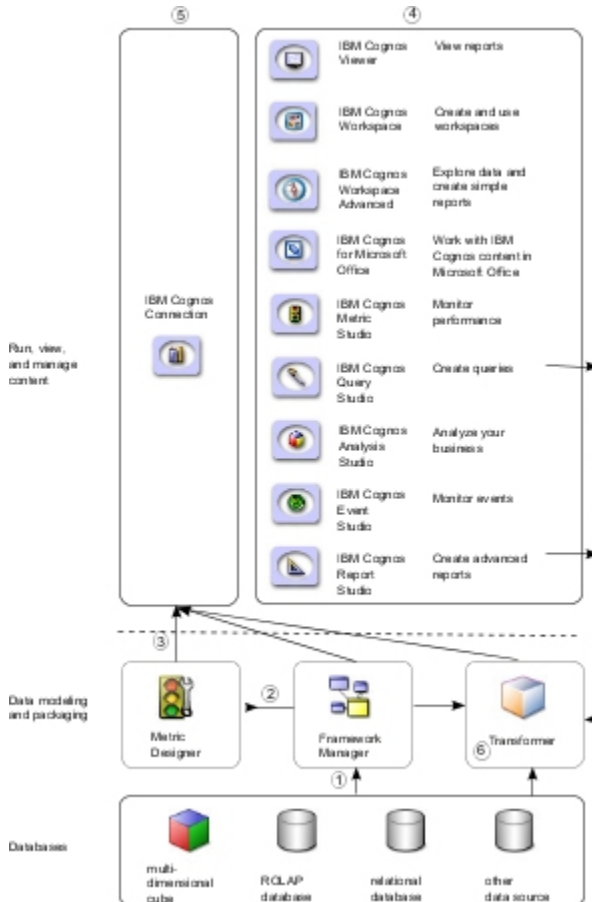 5
4
IBM Cognos
Viewer
View reports
IBM Cognos
Workspace
Create and use
workspaces
IBM Cognos
Workspace
Advanced
Explore data and
create simple
reports
IBM Cognos
for Microsoft
Office
Work with IBM
Cognos content in
Microsoft Office
IBM Cognos
Connection
IBM Cognos
Metric
Studio
Monitor
performance
Run, view,
and manage
content
IBM Cognos
Query
Studio
Create queries
IBM Cognos
Analysis
Studio
Analyze your
business
IBM Cognos
Event
Studio
Monitor events
IBM Cognos
Report
Studio
Create advanced
reports
3
Data modeling
and packaging
Metric
Designer
2
Framework
Manager
6
Transformer
1
Databases
multi-
dimensional
cube
ROLAP
database
relational
database
other
data source